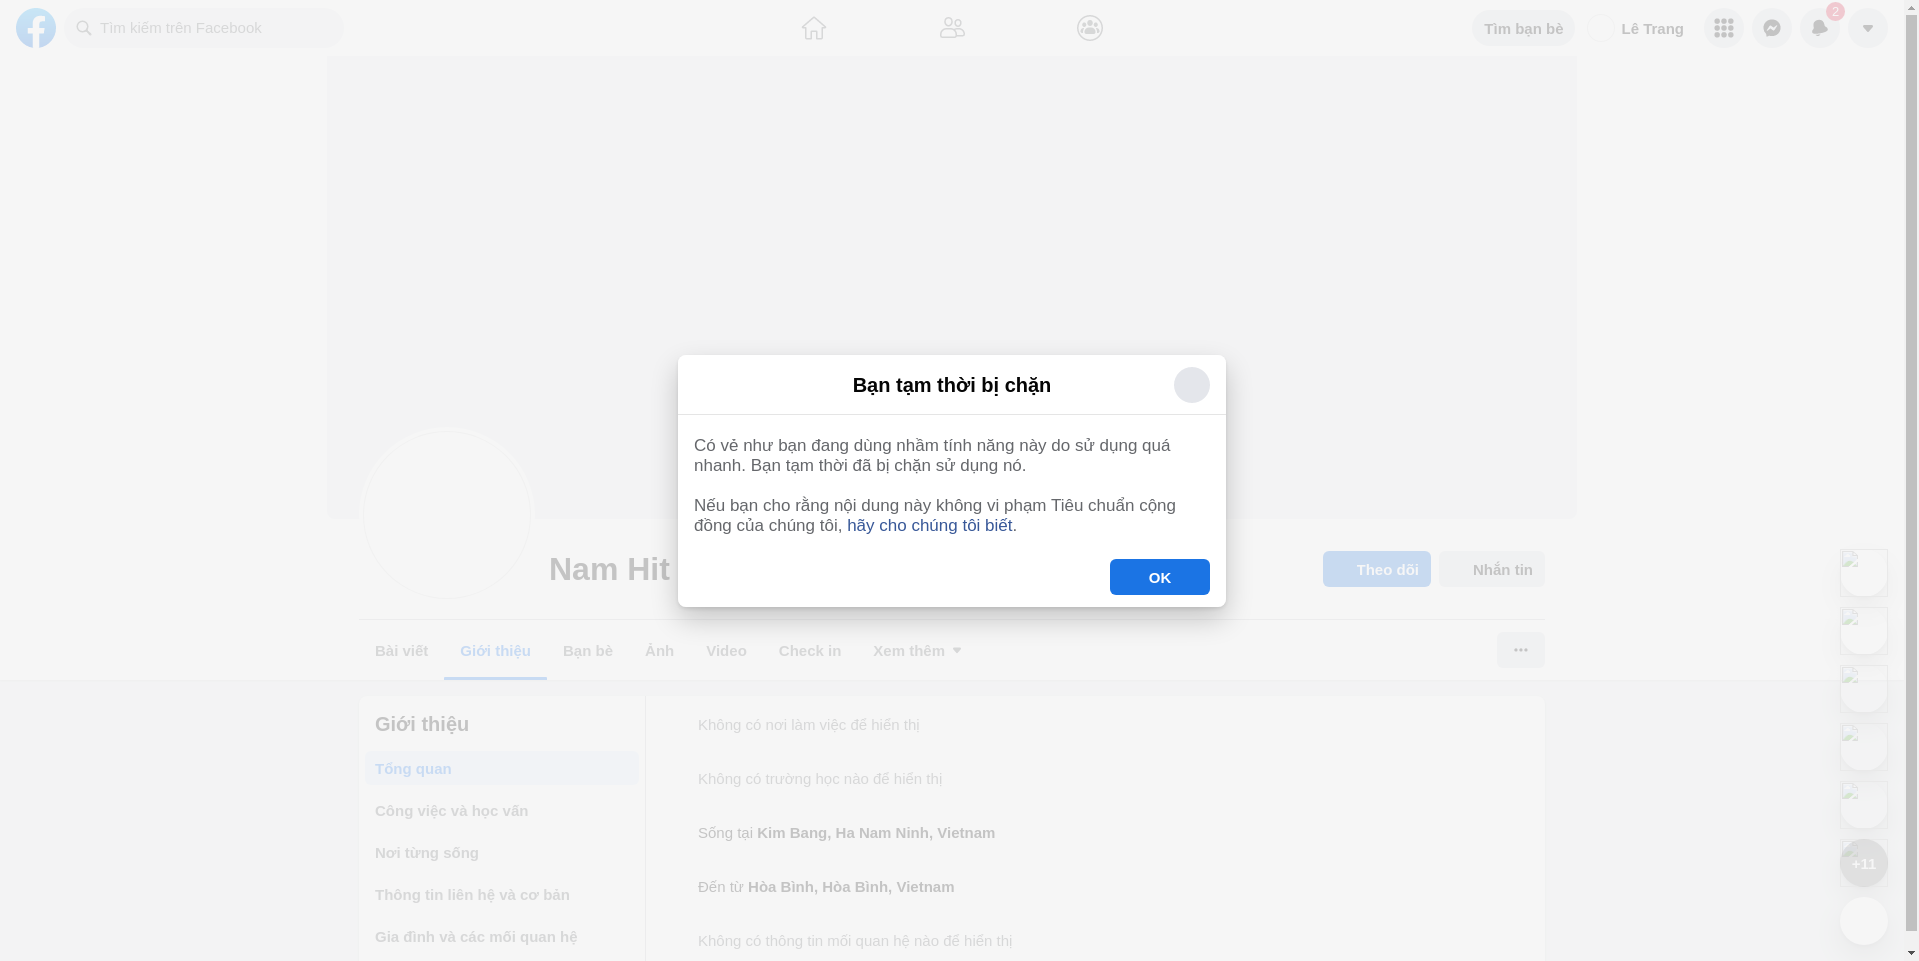 Tìm kiếm trên Facebook
Tìm bạn bè
Lê Trang
2
Bạn tạm thời bị chặn
Có vẻ như bạn đang dùng nhầm tính năng này do sử dụng quá
nhanh. Bạn tạm thời đã bị chặn sử dụng nó.
Nếu bạn cho rằng nội dung này không vi phạm Tiêu chuẩn cộng
đồng của chúng tôi, hãy cho chúng tôi biết.
OK
Nam Hit
Theo dõi
Nhắn tin
Bài viết
Giới thiệu
Bạn bè
Ảnh
Video
Check in
Xem thêm
Giới thiệu
Tổng quan
Công việc và học vấn
Nơi từng sống
Thông tin liên hệ và cơ bản
Gia đình và các mối quan hệ
Không có nơi làm việc để hiển thị
Không có trường học nào để hiển thị
Sống tại Kim Bang, Ha Nam Ninh, Vietnam
Đến từ Hòa Bình, Hòa Bình, Vietnam
Không có thông tin mối quan hệ nào để hiển thị
+11